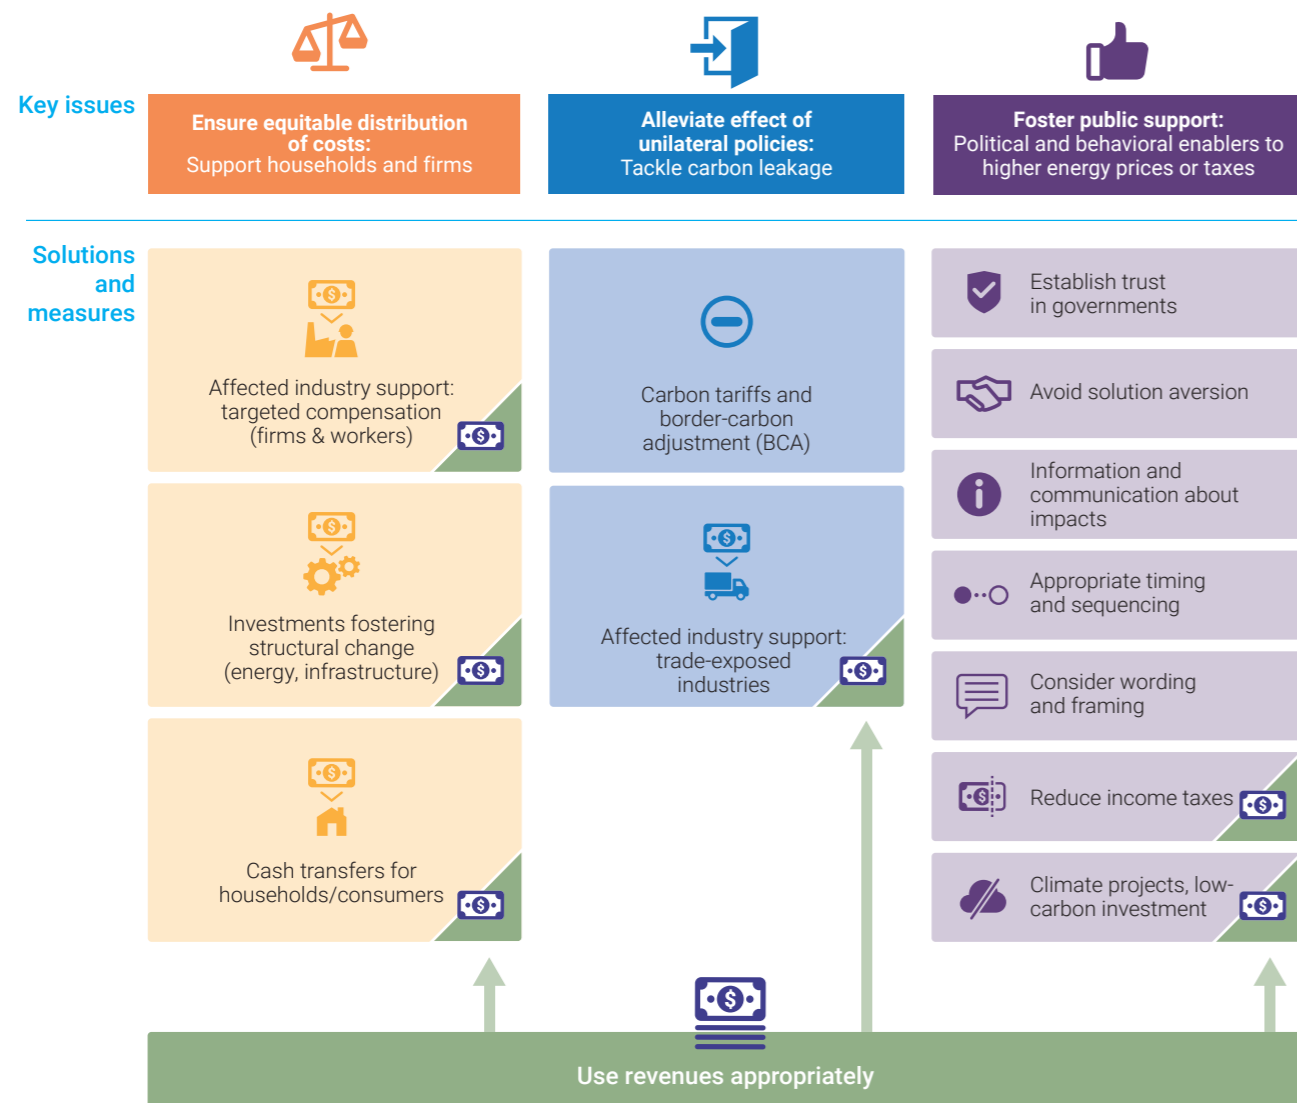 Key issues
Ensure equitable distribution
of costs:
Support households and firms
Alleviate effect of
unilateral policies:
Tackle carbon leakage
Foster public support:
Political and behavioral enablers to
higher energy prices or taxes
Solutions
and
measures
Affected industry support:
targeted compensation
(firms & workers)
Investments fostering
structural change
(energy, infrastructure)
Cash transfers for
households/consumers
Carbon tariffs and
border-carbon
adjustment (BCA)
Affected industry support:
trade-exposed
industries
Establish trust
in governments
Avoid solution aversion
Information and
communication about
impacts
Appropriate timing
and sequencing
Consider wording
and framing
Reduce income taxes
Climate projects, low-
carbon investment
Use revenues appropriately